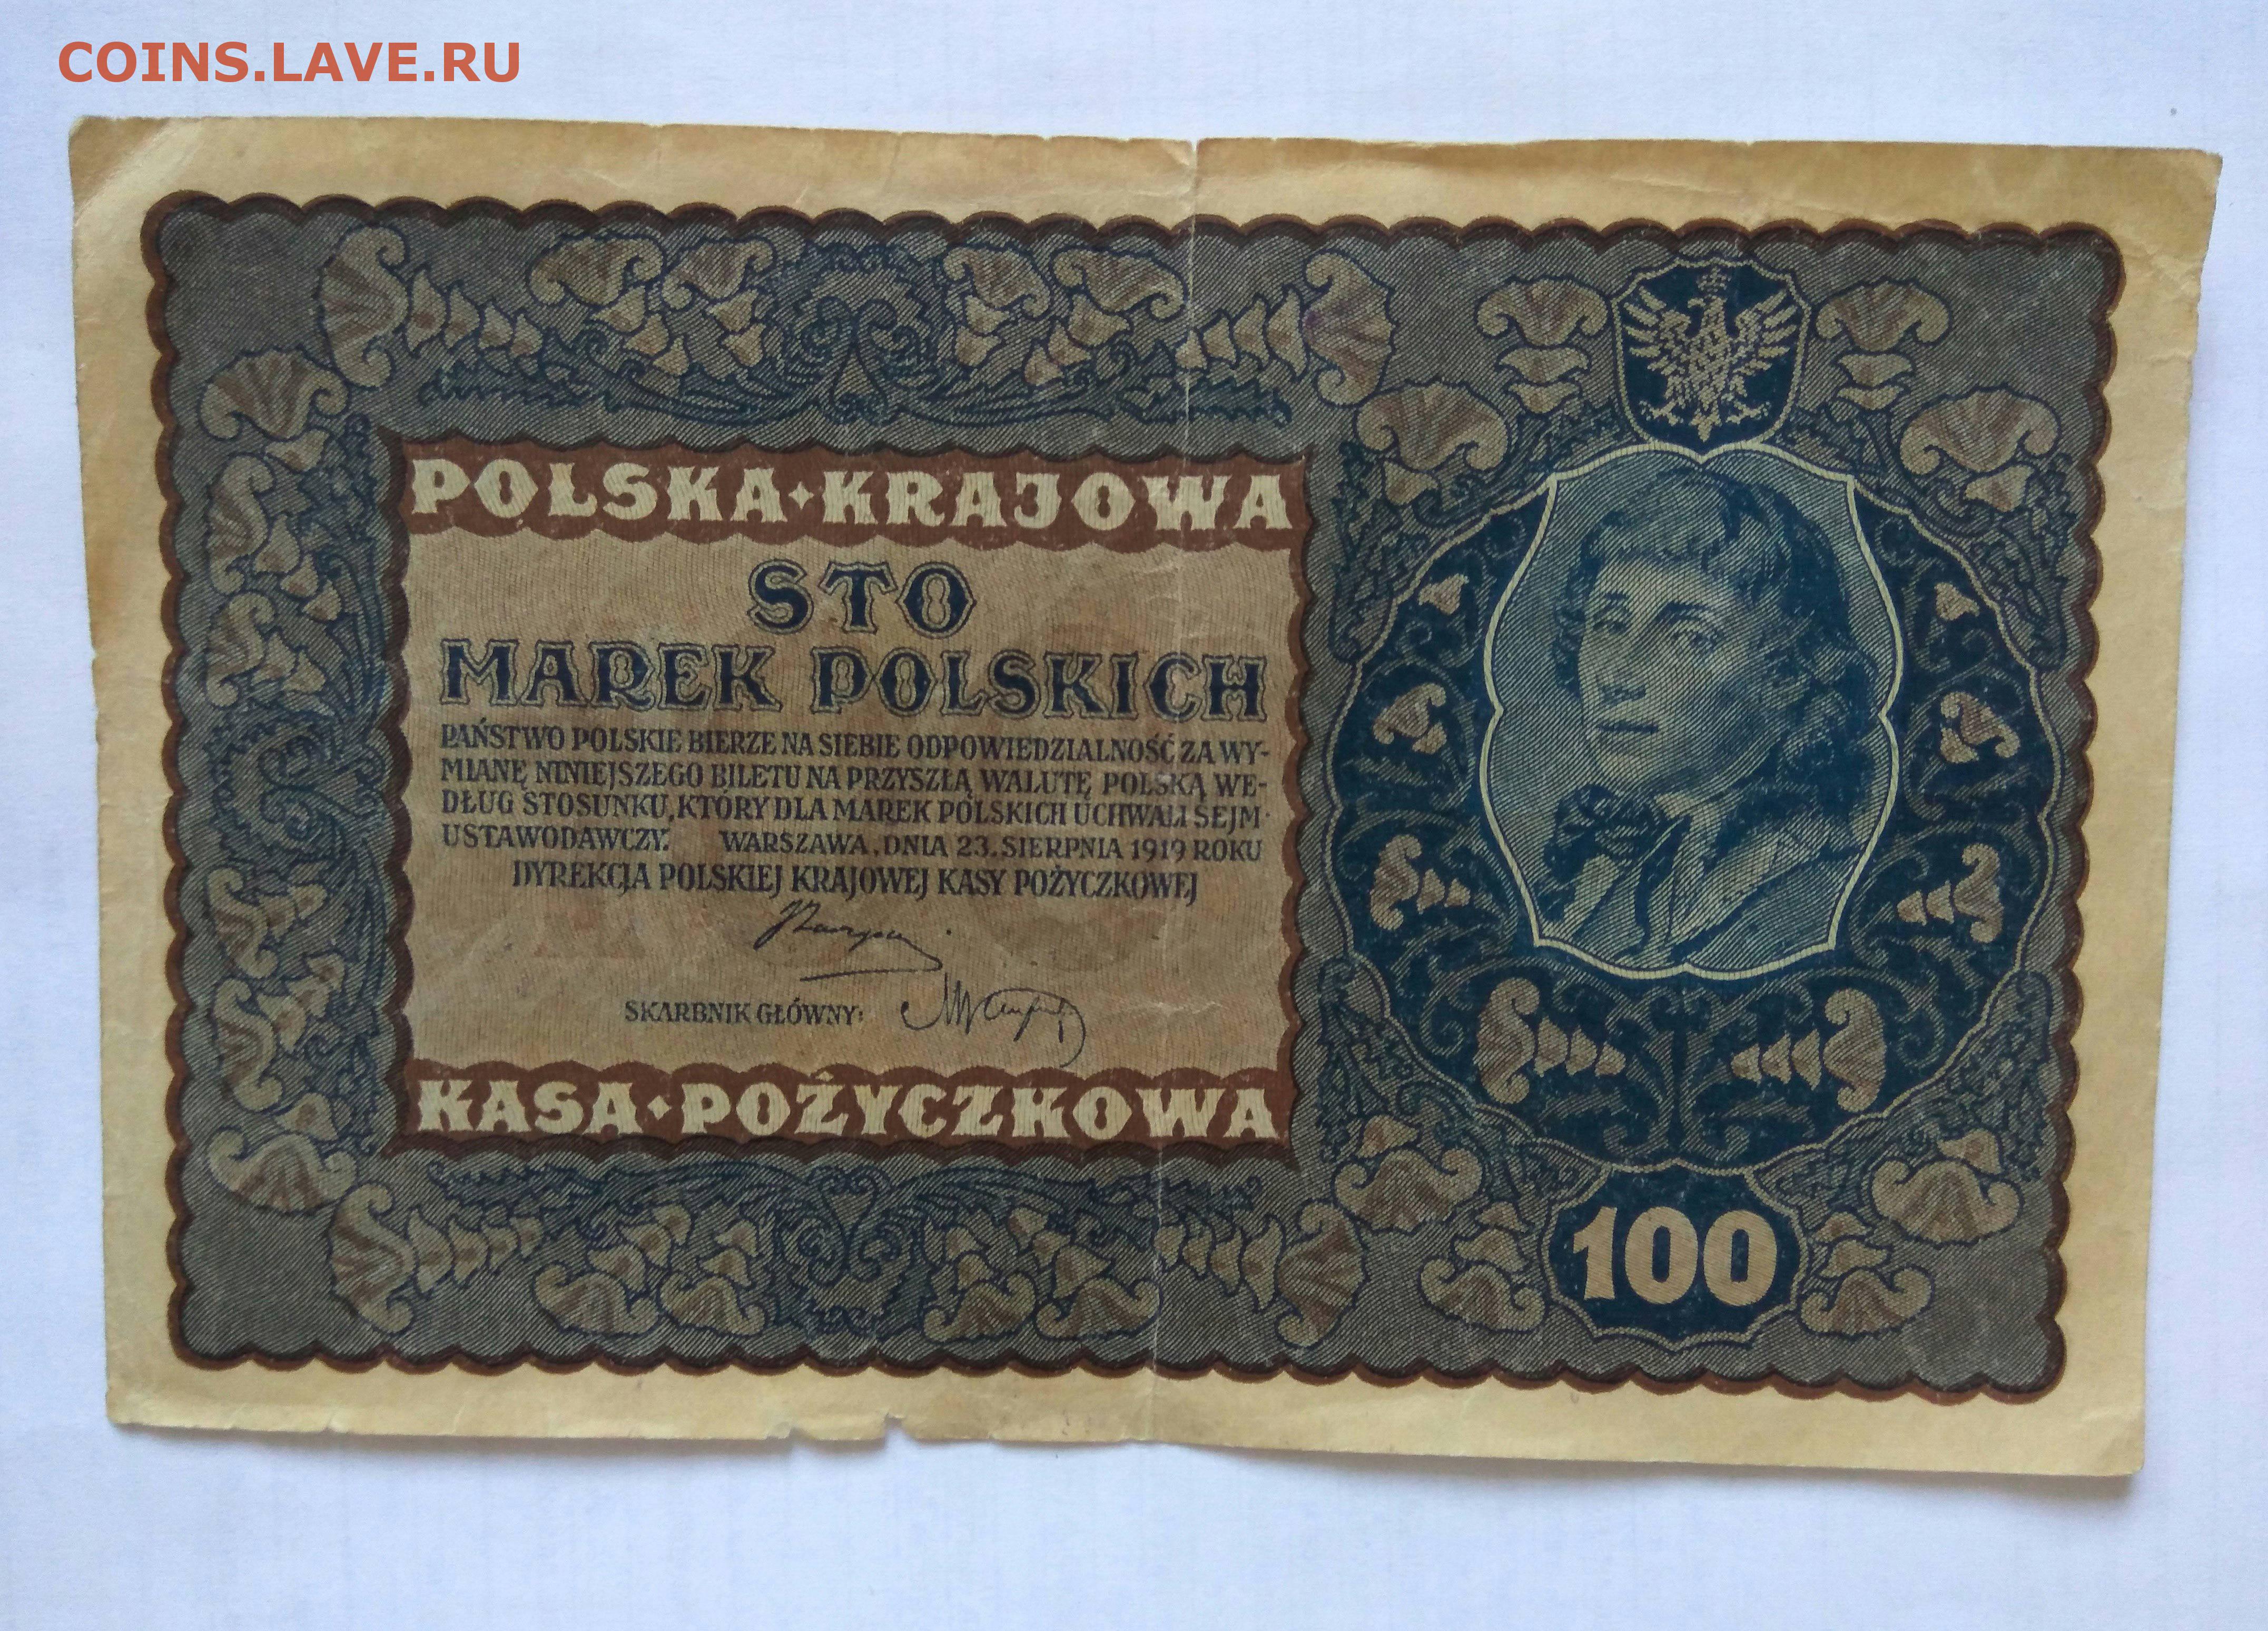 COINS.LAVE.RU
POLSKA KRAJOWA
STO
MAREK POLSKICH
PAŃSTWO POLSKIE BIERZE NA SIEBIE ODPOWIEDZIALNOŚĆ ZA WY-
MIANĘ NINIEJSZEGO BILETU NA PRZYSZŁĄ WALUTĘ POLSKĄ WE-
DŁUG STOSUNKU, KTÓRY DLA MAREK POLSKICH UCHWALI SEJM
USTAWODAWCZY. WARSZAWA, DNIA 23. SIERPNIA 1919 ROKU
DYREKCJA POLSKIEJ KRAJOWEJ KASY POŻYCZKOWEJ
SKARBNIK GŁÓWNY:
KASA POŻYCZKOWA
100